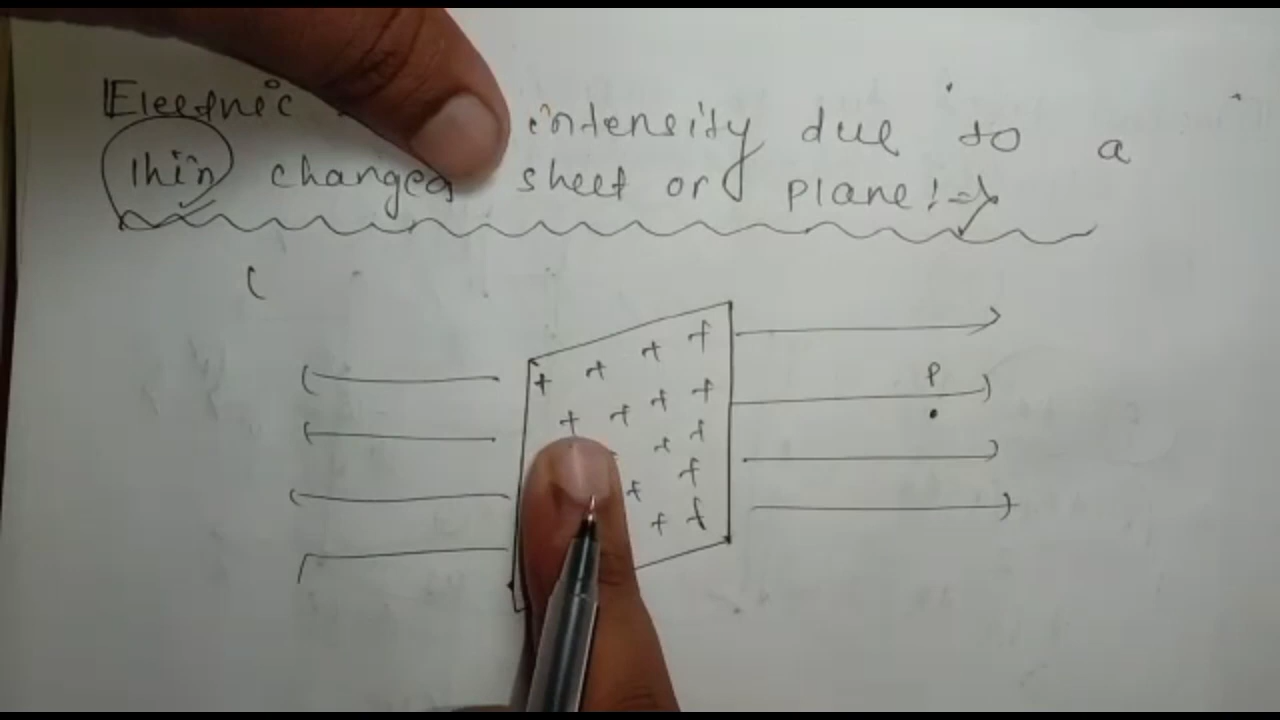 Electric intensity due to a
thin charged sheet or plane:=>
P